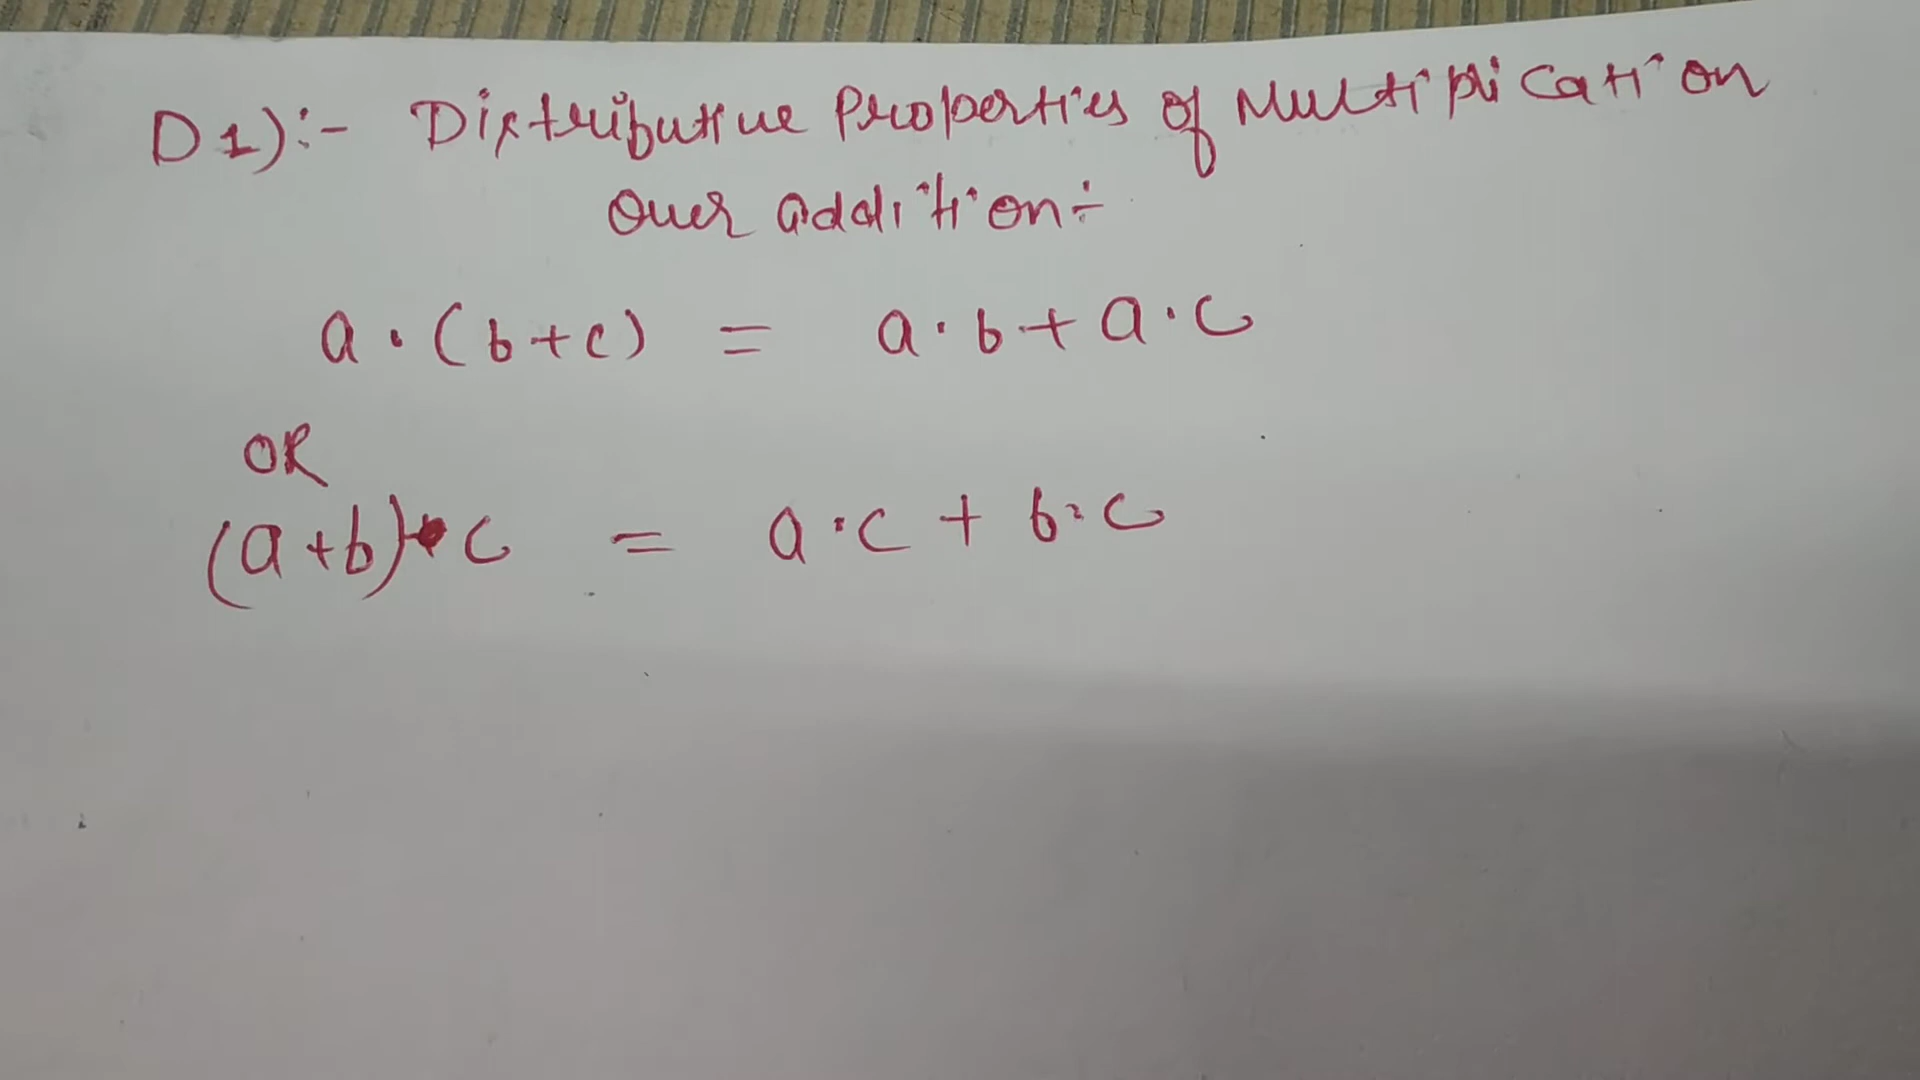 D1):- Distributive Properties of Multiplication
Over addition:-
a · (b+c) = a · b + a · c
OR
(a+b) · c = a · c + b · c